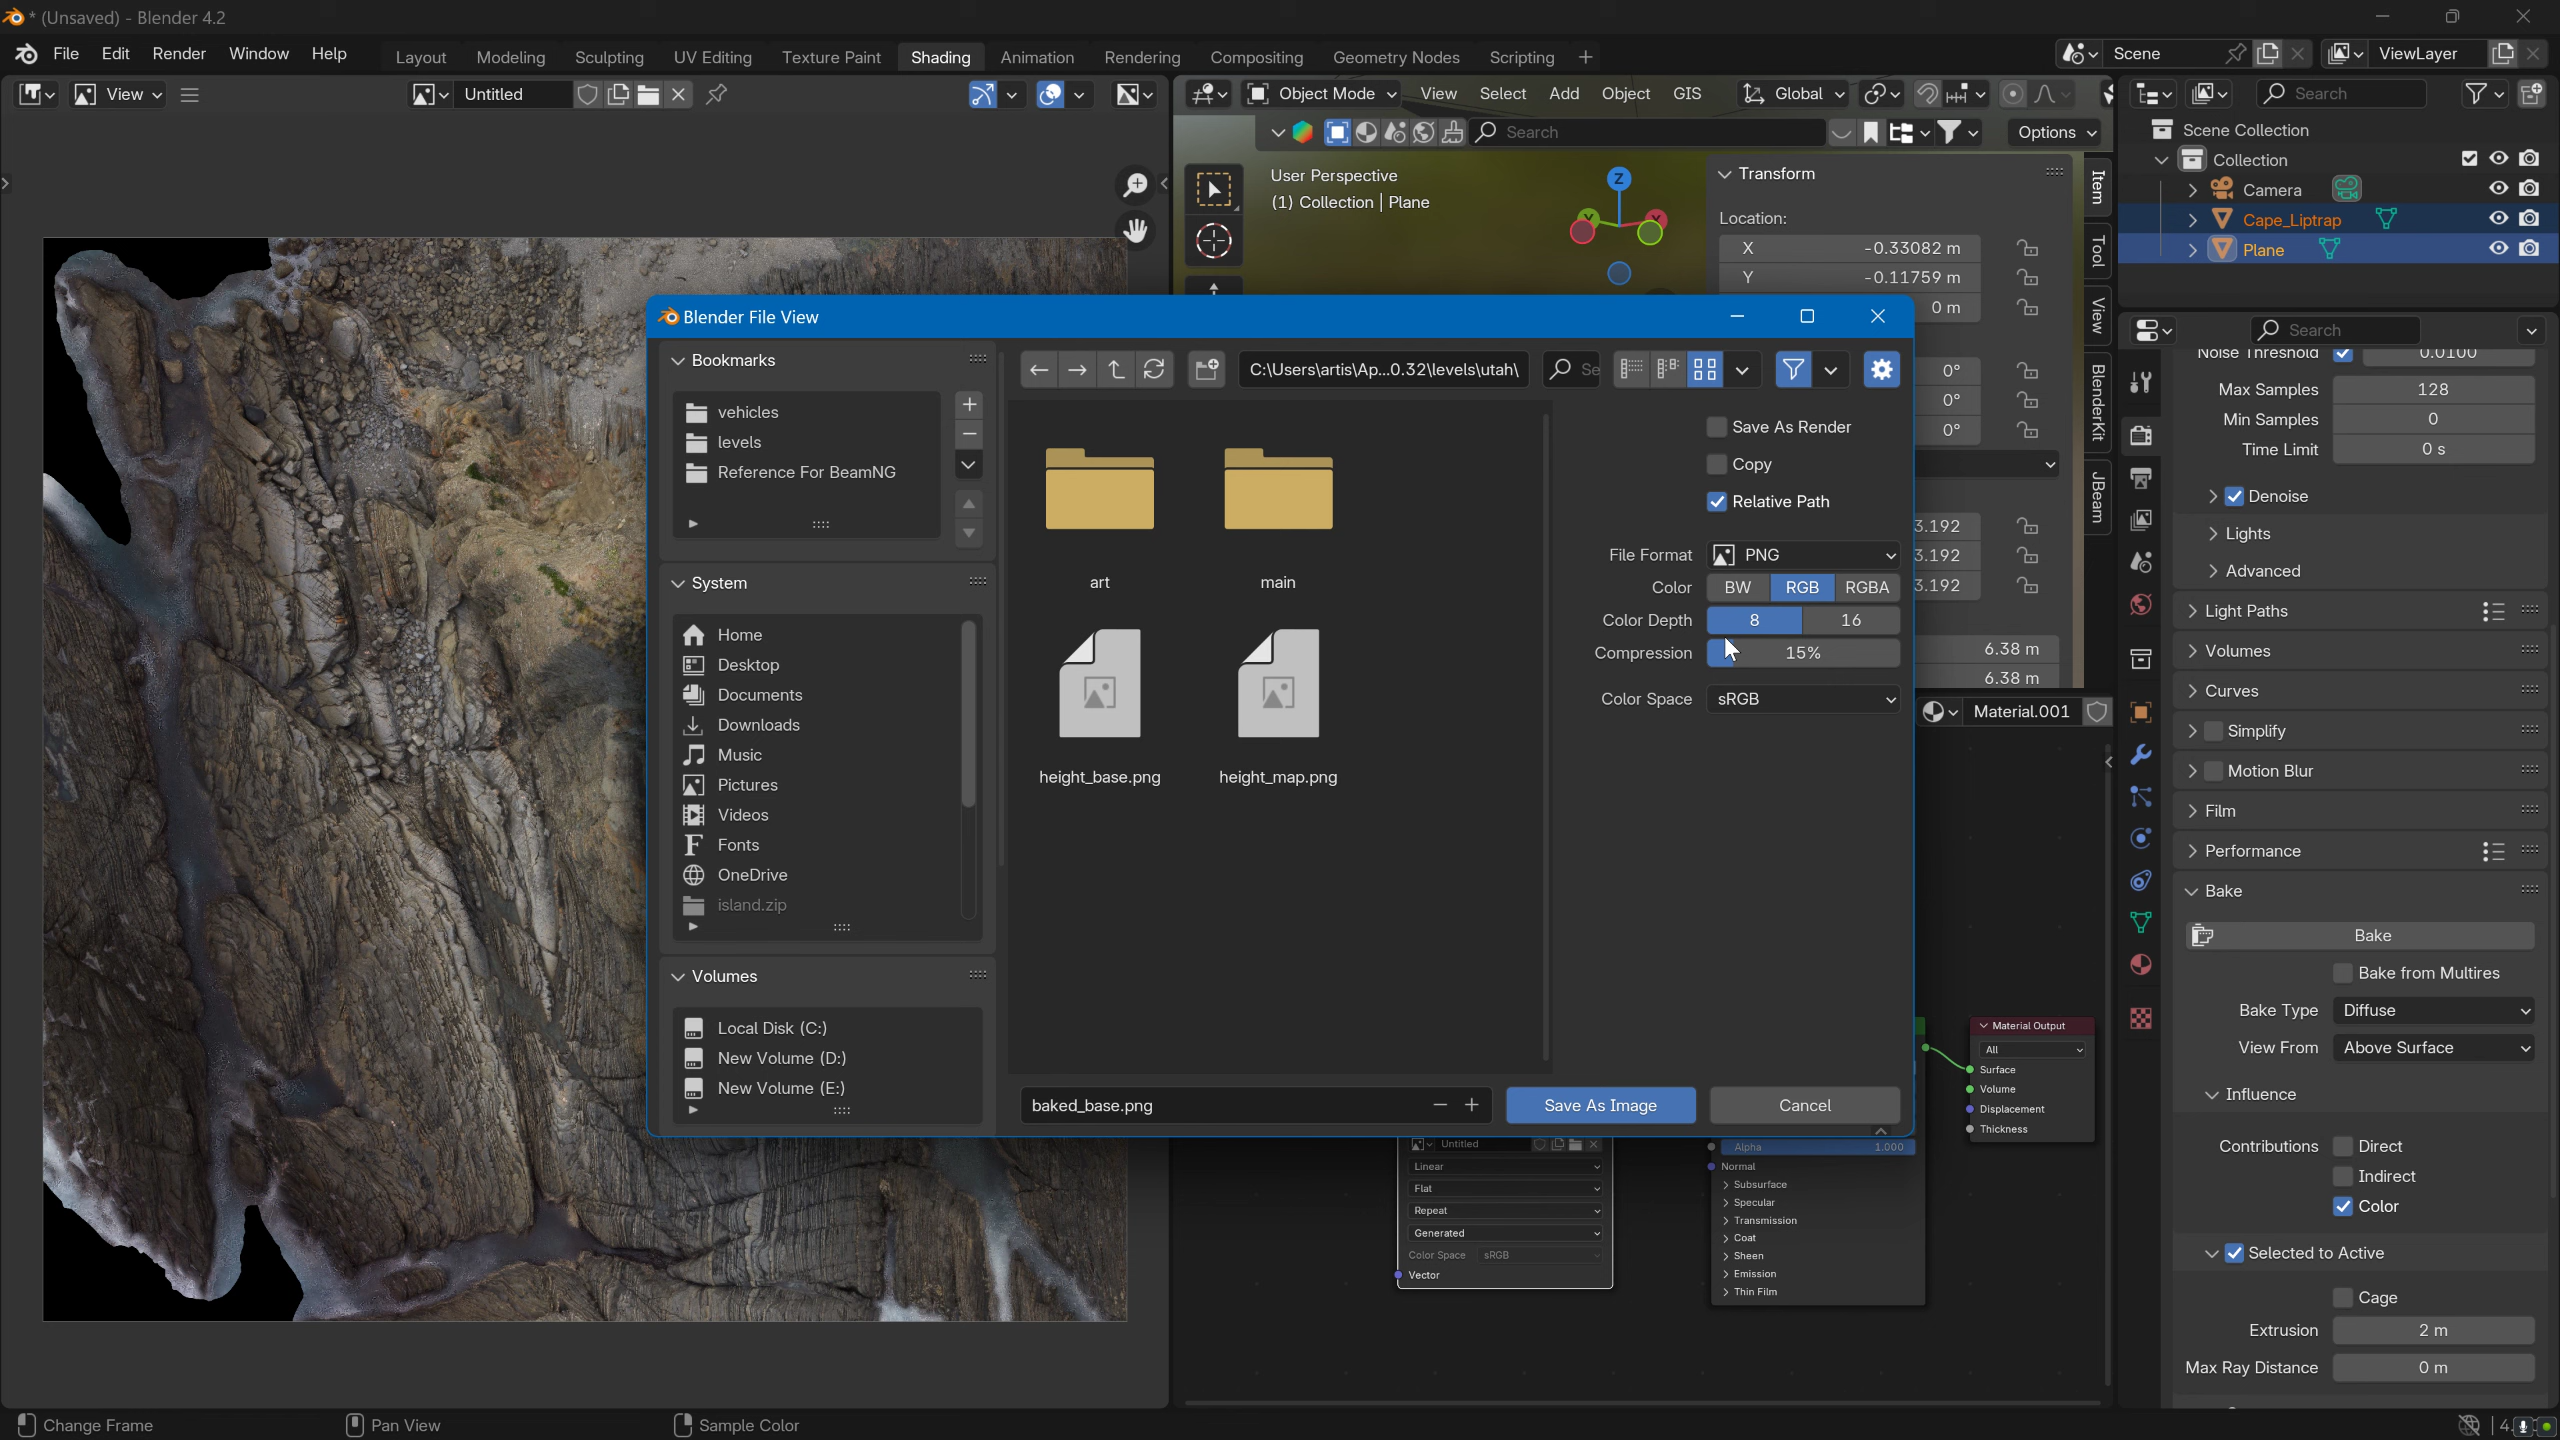 * (Unsaved) - Blender 4.2
File Edit Render Window Help
Layout Modeling Sculpting UV Editing Texture Paint Shading Animation Rendering Compositing Geometry Nodes Scripting +
Scene
ViewLayer
View
Untitled
Object Mode View Select Add Object GIS Global
Search
Options
User Perspective
(1) Collection | Plane
Transform
Location:
X -0.33082 m
Y -0.11759 m
0 m
0°
0°
0°
3.192
3.192
3.192
6.38 m
6.38 m
Item
Tool
View
BlenderKit
JBeam
Search
Scene Collection
Collection
Camera
Cape_Liptrap
Plane
Search
Noise Threshold 0.0100
Max Samples 128
Min Samples 0
Time Limit 0 s
Denoise
Lights
Advanced
Light Paths
Volumes
Curves
Simplify
Motion Blur
Film
Performance
Bake
Bake
Bake from Multires
Bake Type Diffuse
View From Above Surface
Influence
Contributions Direct
Indirect
Color
Selected to Active
Cage
Extrusion 2 m
Max Ray Distance 0 m
Blender File View
Bookmarks
vehicles
levels
Reference For BeamNG
System
Home
Desktop
Documents
Downloads
Music
Pictures
Videos
Fonts
OneDrive
island.zip
Volumes
Local Disk (C:)
New Volume (D:)
New Volume (E:)
C:\Users\artis\Ap...0.32\levels\utah\
Se
art
main
height_base.png
height_map.png
Save As Render
Copy
Relative Path
File Format PNG
Color BW RGB RGBA
Color Depth 8 16
Compression 15%
Color Space sRGB
baked_base.png
Save As Image
Cancel
Material.001
Material Output
All
Surface
Volume
Displacement
Thickness
Untitled
Linear
Flat
Repeat
Generated
Color Space sRGB
Vector
Alpha 1.000
Normal
Subsurface
Specular
Transmission
Coat
Sheen
Emission
Thin Film
Change Frame
Pan View
Sample Color
4.